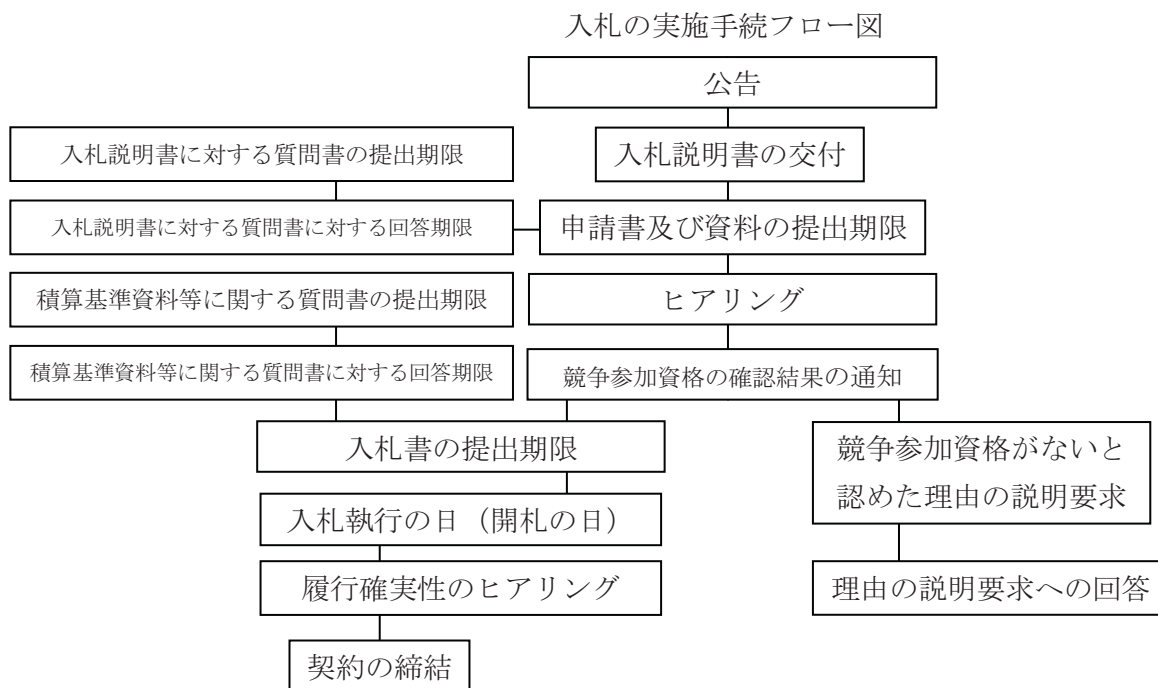 入札の実施手続フロー図
公告
入札説明書に対する質問書の提出期限
入札説明書の交付
入札説明書に対する質問書に対する回答期限
申請書及び資料の提出期限
積算基準資料等に関する質問書の提出期限
ヒアリング
積算基準資料等に関する質問書に対する回答期限
競争参加資格の確認結果の通知
入札書の提出期限
競争参加資格がないと
認めた理由の説明要求
入札執行の日（開札の日）
履行確実性のヒアリング
理由の説明要求への回答
契約の締結